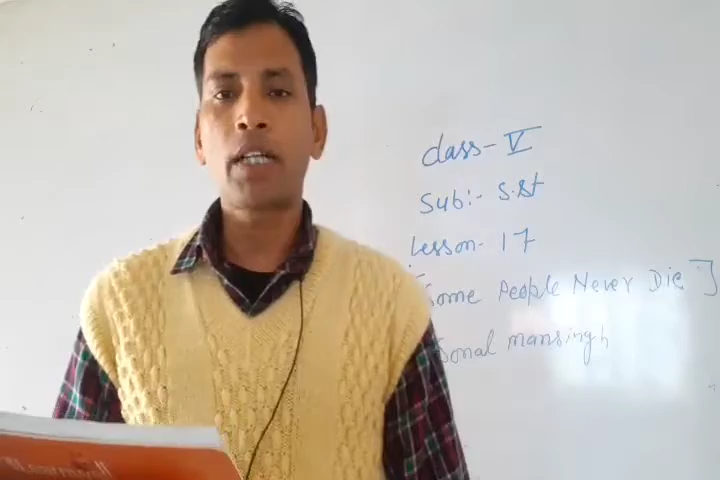 class - V
Sub:- S.St
Lesson - 17
Some People Never Die ]
Sonal mansingh